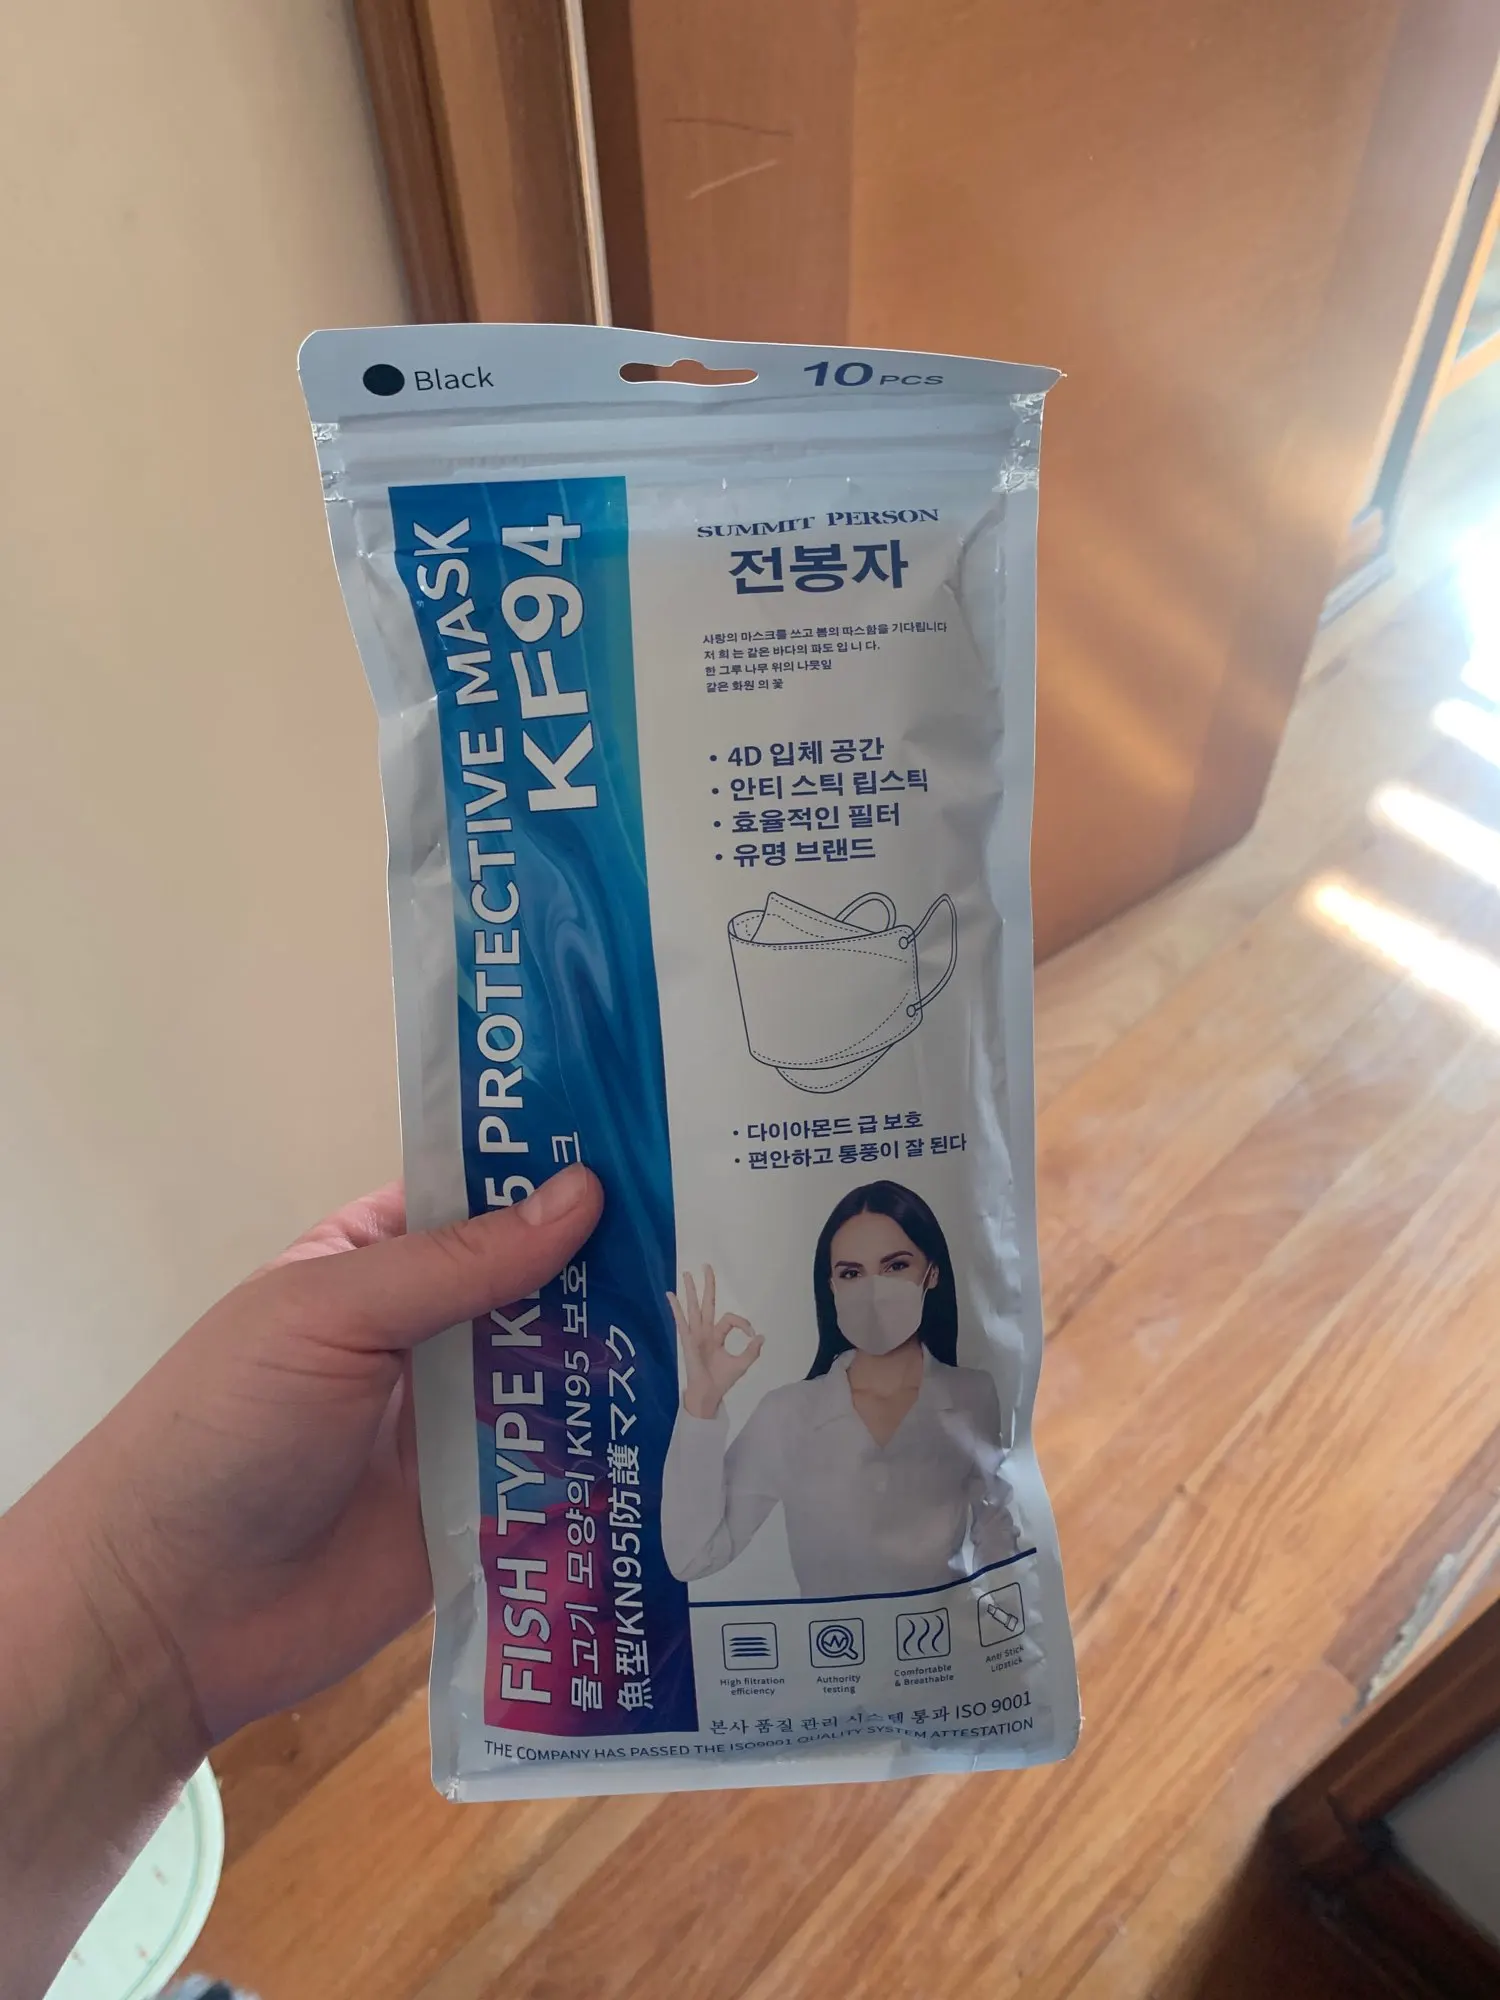 Black
10 PCS
FISH TYPE KN95 PROTECTIVE MASK
KF94
물고기 모양의 KN95 보호 크
魚型KN95防護マスク
SUMMIT PERSON
전봉자
사랑의 마스크를 쓰고 봄의 따스함을 기다립니다
저 희 는 같은 바다의 파도 입 니 다.
한 그루 나무 위의 나뭇잎
같은 화원 의 꽃
• 4D 입체 공간
• 안티 스틱 립스틱
• 효율적인 필터
• 유명 브랜드
• 다이아몬드 급 보호
• 편안하고 통풍이 잘 된다
High filtration
efficiency
Authority
testing
Comfortable
& Breathable
Anti Stick
Lipstick
본사 품질 관리 시스템 통과 ISO 9001
THE COMPANY HAS PASSED THE ISO9001 QUALITY SYSTEM ATTESTATION